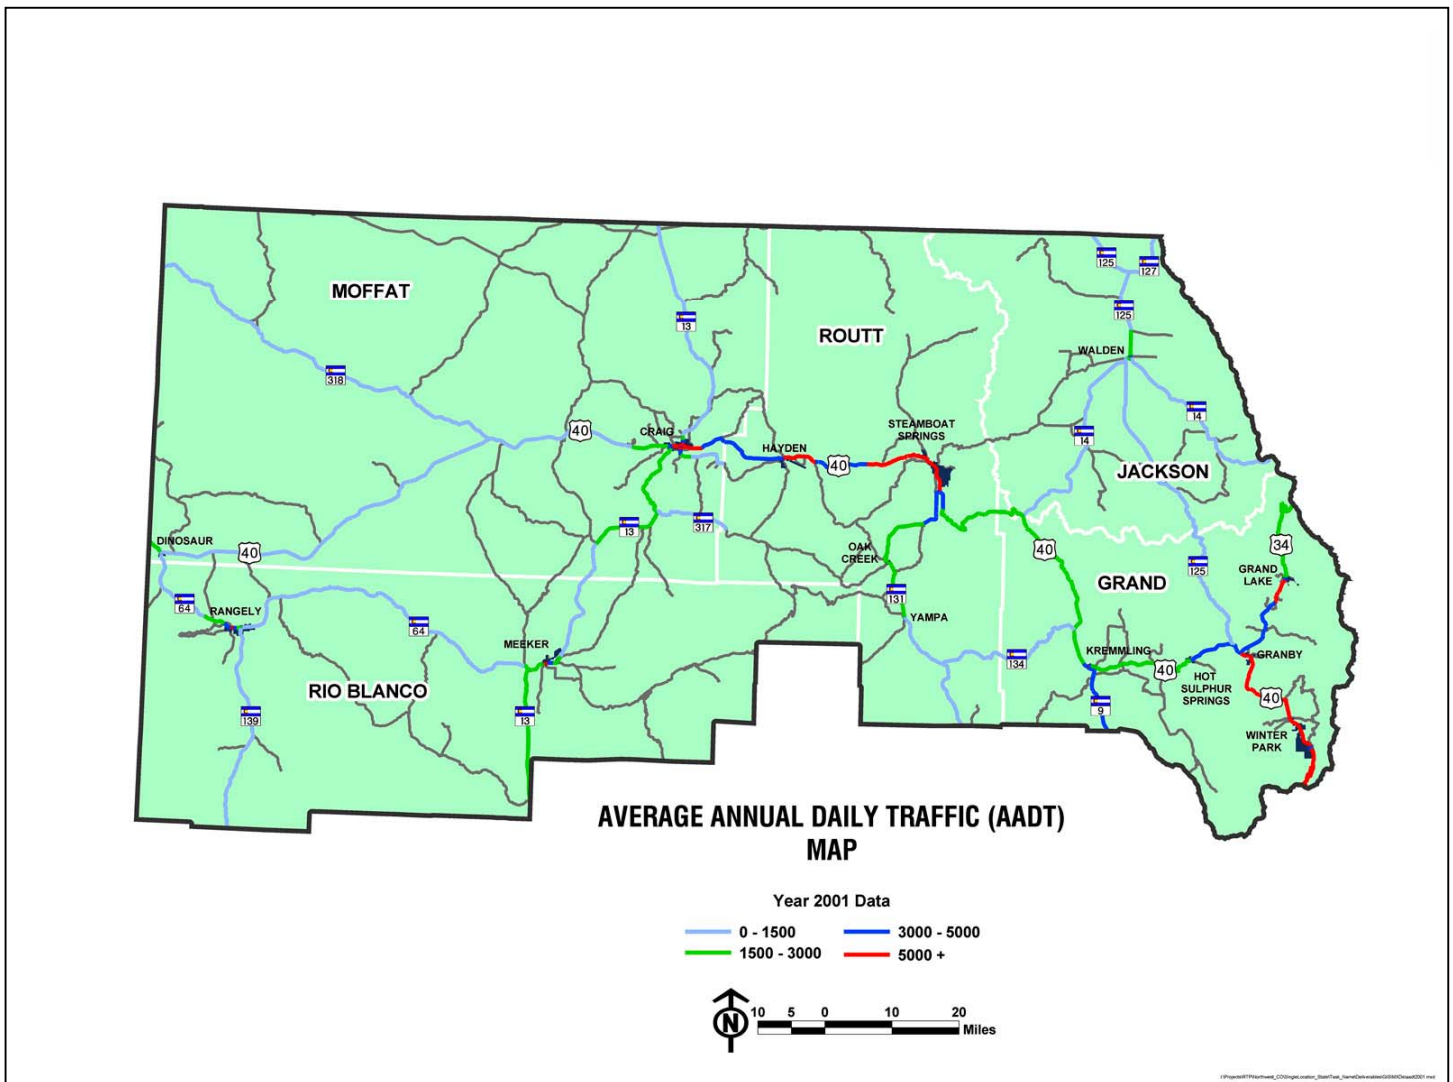 125
127
MOFFAT
125
13
ROUTT
WALDEN
318
14
STEAMBOAT
SPRINGS
40
CRAIG
14
HAYDEN
40
JACKSON
13
317
DINOSAUR
40
OAK
CREEK
40
34
GRAND
LAKE
GRAND
125
64
RANGELY
131
YAMPA
64
MEEKER
134
KREMMLING
GRANBY
40
HOT
SULPHUR
SPRINGS
RIO BLANCO
40
139
13
9
WINTER
PARK
AVERAGE ANNUAL DAILY TRAFFIC (AADT)
MAP
Year 2001 Data
0 - 1500
3000 - 5000
1500 - 3000
5000 +
10 5 0 10 20
N
Miles